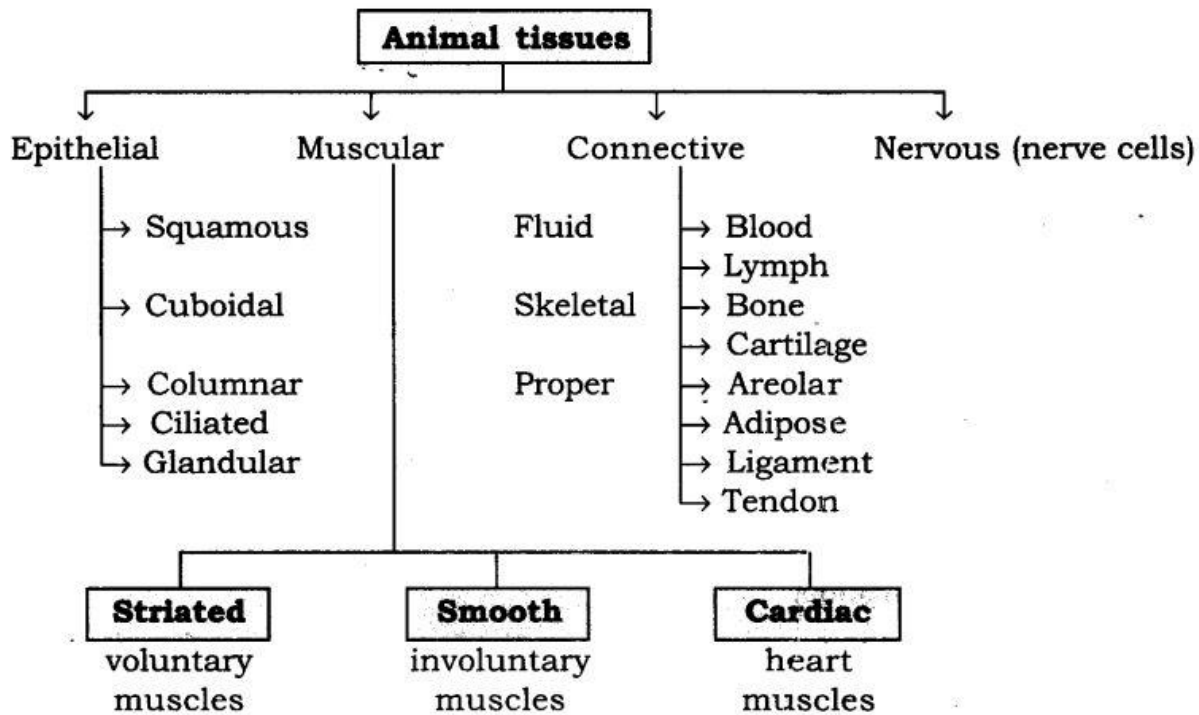 Animal tissues
Epithelial Muscular Connective Nervous (nerve cells)
Squamous Fluid Blood
Lymph
Cuboidal Skeletal Bone
Cartilage
Columnar Proper Areolar
Ciliated Adipose
Glandular Ligament
Tendon
Striated Smooth Cardiac
voluntary involuntary heart
muscles muscles muscles